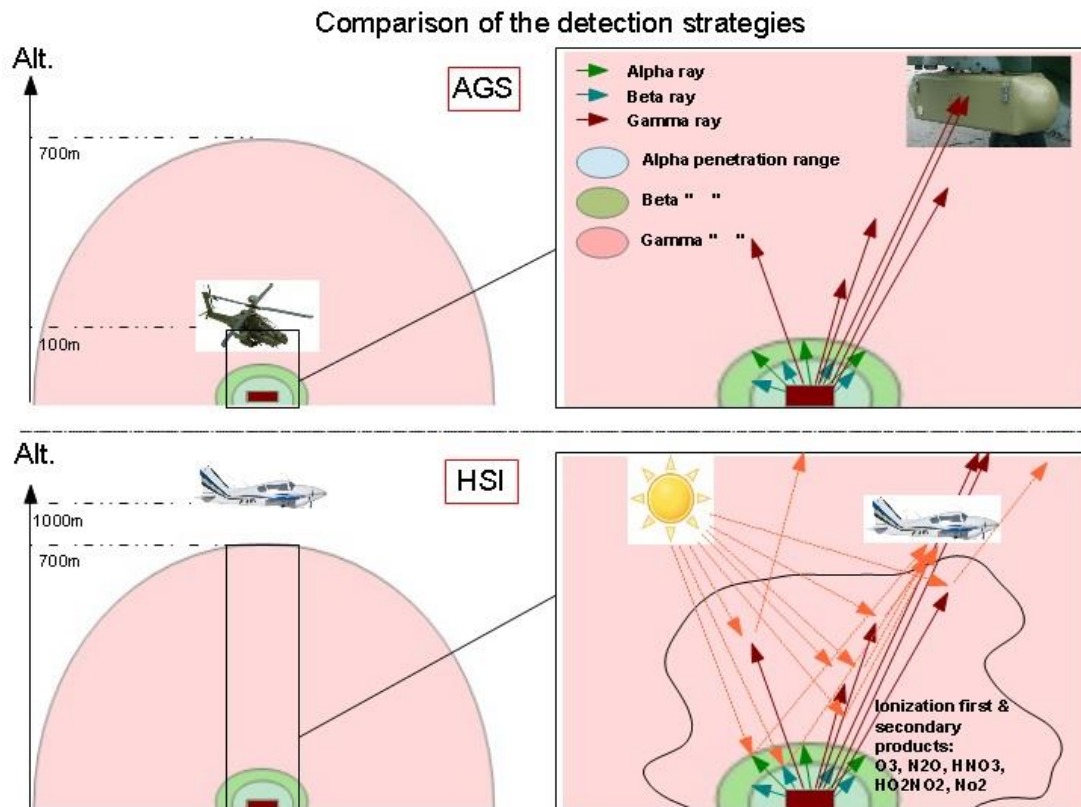 Comparison of the detection strategies
Alt.
AGS
700m
100m
Alpha ray
Beta ray
Gamma ray
Alpha penetration range
Beta " "
Gamma " "
Alt.
HSI
1000m
700m
Ionization first &
secondary
products:
O3, N2O, HNO3,
HO2NO2, No2